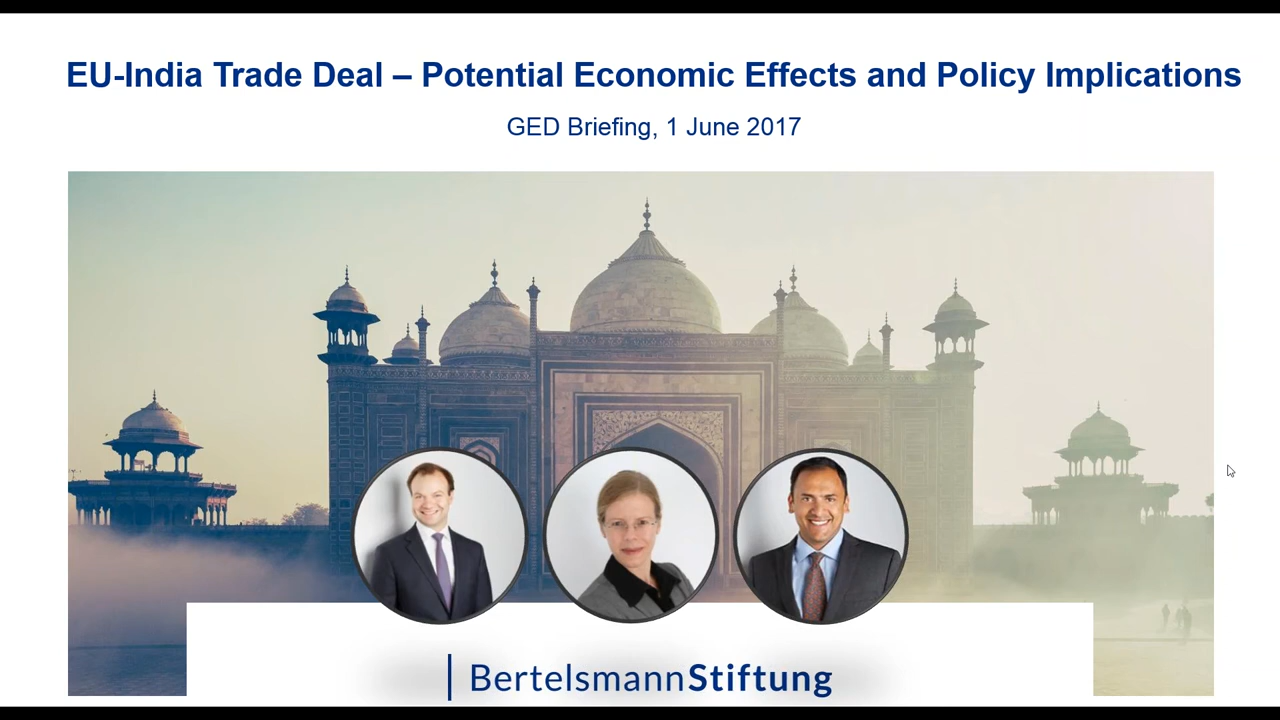 EU-India Trade Deal – Potential Economic Effects and Policy Implications
GED Briefing, 1 June 2017
BertelsmannStiftung